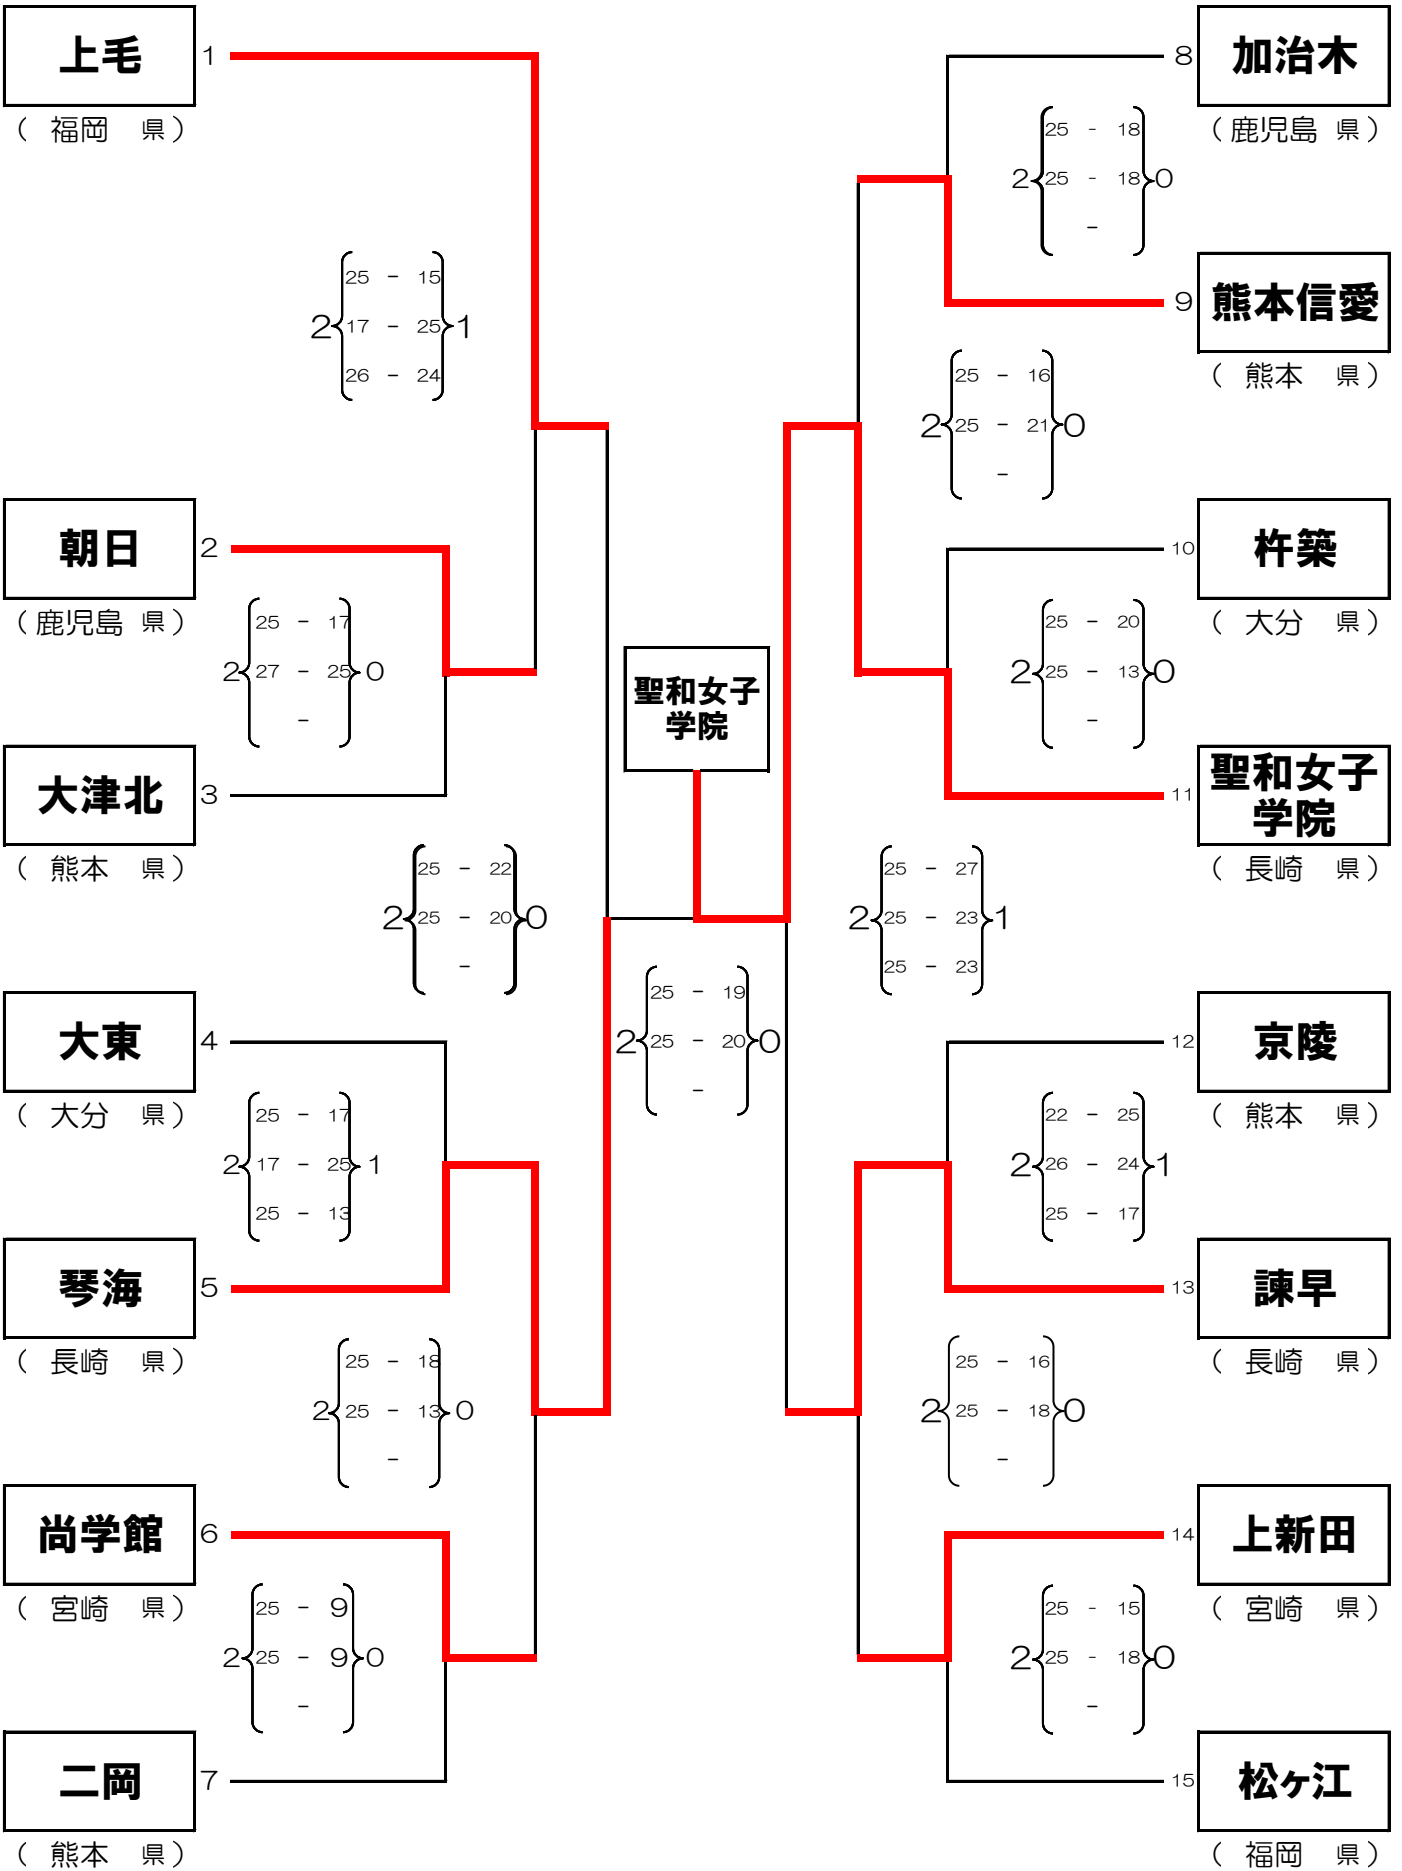 上毛 1
( 福岡 県 )
25 - 15
2 17 - 25 1
26 - 24
朝日 2
( 鹿児島 県 )
25 - 17
2 27 - 25 0
-
大津北 3
( 熊本 県 )
25 - 22
2 25 - 20 0
-
大東 4
( 大分 県 )
25 - 17
2 17 - 25 1
25 - 13
琴海 5
( 長崎 県 )
25 - 18
2 25 - 13 0
-
尚学館 6
( 宮崎 県 )
25 - 9
2 25 - 9 0
-
二岡 7
( 熊本 県 )
聖和女子
学院
25 - 19
2 25 - 20 0
-
8 加治木
( 鹿児島 県 )
25 - 18
2 25 - 18 0
-
9 熊本信愛
( 熊本 県 )
25 - 16
2 25 - 21 0
-
10 杵築
( 大分 県 )
25 - 20
2 25 - 13 0
-
11 聖和女子
学院
( 長崎 県 )
25 - 27
2 25 - 23 1
25 - 23
12 京陵
( 熊本 県 )
22 - 25
2 26 - 24 1
25 - 17
13 諫早
( 長崎 県 )
25 - 16
2 25 - 18 0
-
14 上新田
( 宮崎 県 )
25 - 15
2 25 - 18 0
-
15 松ヶ江
( 福岡 県 )